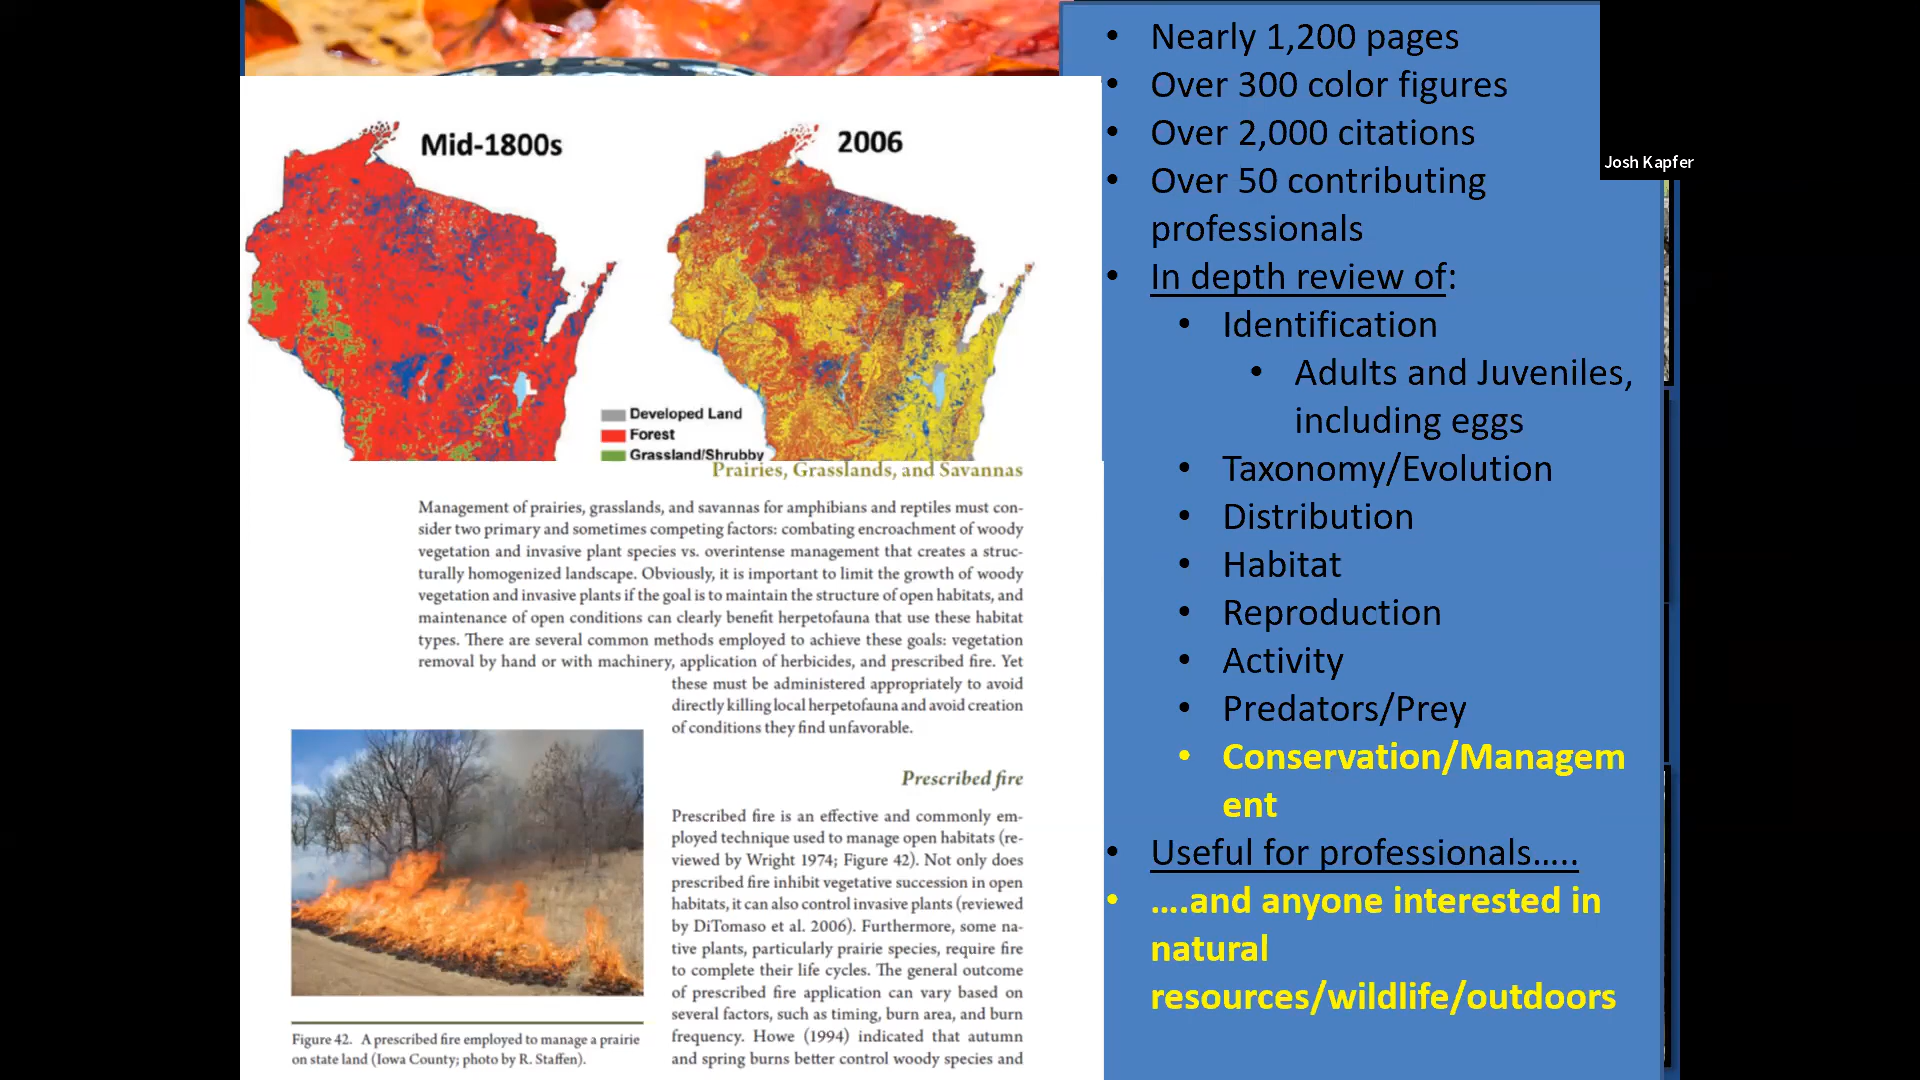 Mid-1800s
2006
Developed Land
Forest
Grassland/Shrubby
Prairies, Grasslands, and Savannas
Management of prairies, grasslands, and savannas for amphibians and reptiles must con-
sider two primary and sometimes competing factors: combating encroachment of woody
vegetation and invasive plant species vs. overintense management that creates a struc-
turally homogenized landscape. Obviously, it is important to limit the growth of woody
vegetation and invasive plants if the goal is to maintain the structure of open habitats, and
maintenance of open conditions can clearly benefit herpetofauna that use these habitat
types. There are several common methods employed to achieve these goals: vegetation
removal by hand or with machinery, application of herbicides, and prescribed fire. Yet
these must be administered appropriately to avoid
directly killing local herpetofauna and avoid creation
of conditions they find unfavorable.
Prescribed fire
Prescribed fire is an effective and commonly em-
ployed technique used to manage open habitats (re-
viewed by Wright 1974; Figure 42). Not only does
prescribed fire inhibit vegetative succession in open
habitats, it can also control invasive plants (reviewed
by DiTomaso et al. 2006). Furthermore, some na-
tive plants, particularly prairie species, require fire
to complete their life cycles. The general outcome
of prescribed fire application can vary based on
several factors, such as timing, burn area, and burn
frequency. Howe (1994) indicated that autumn
and spring burns better control woody species and
Figure 42. A prescribed fire employed to manage a prairie
on state land (Iowa County; photo by R. Staffen).
• Nearly 1,200 pages
• Over 300 color figures
• Over 2,000 citations
• Over 50 contributing
professionals
• In depth review of:
• Identification
• Adults and Juveniles,
including eggs
• Taxonomy/Evolution
• Distribution
• Habitat
• Reproduction
• Activity
• Predators/Prey
• Conservation/Managem
ent
• Useful for professionals…..
• ….and anyone interested in
natural
resources/wildlife/outdoors
Josh Kapfer